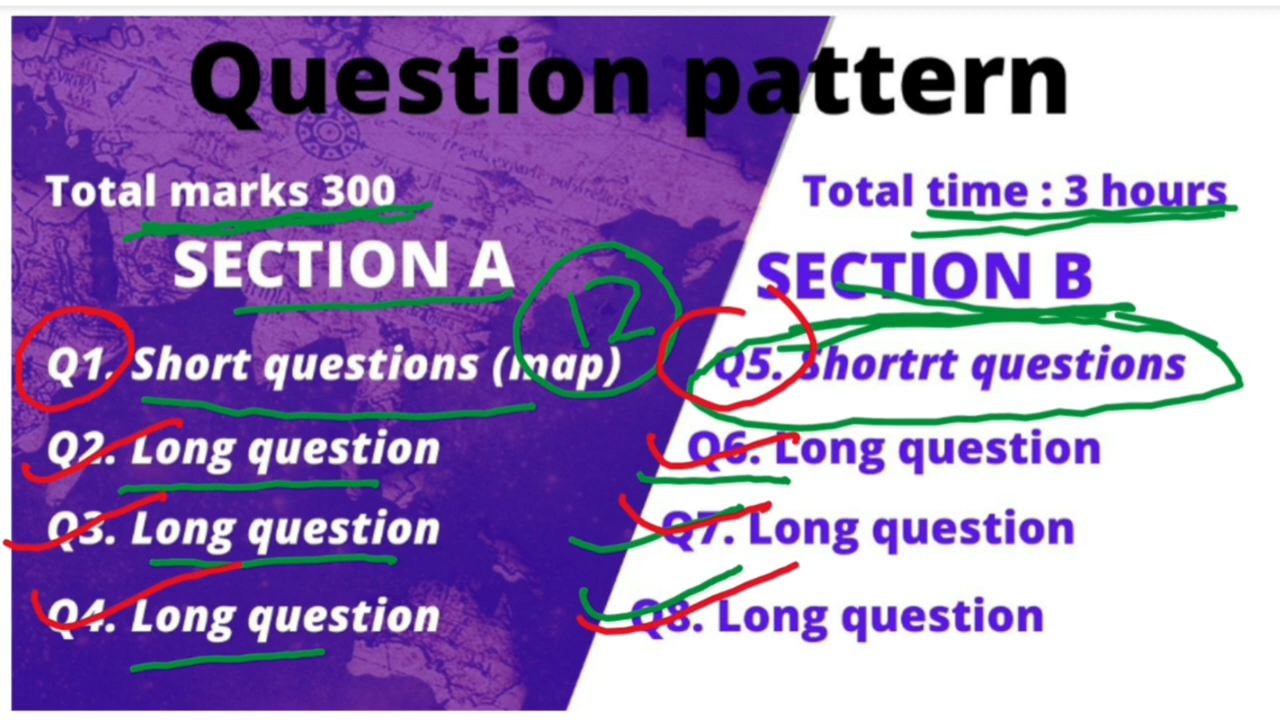 Question pattern
Total marks 300
Total time : 3 hours
SECTION A
12
Q1. Short questions (map)
Q2. Long question
Q3. Long question
Q4. Long question
SECTION B
Q5. Shortrt questions
Q6. Long question
Q7. Long question
Q8. Long question